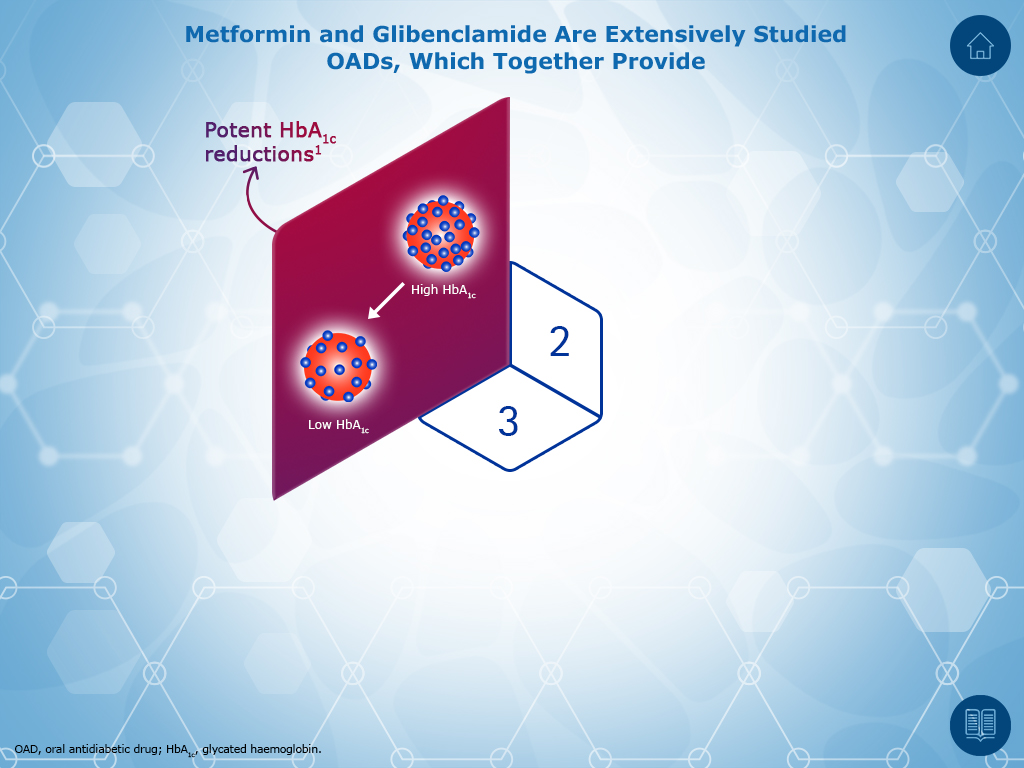 Metformin and Glibenclamide Are Extensively Studied
OADs, Which Together Provide
Potent HbA1c
reductions1
High HbA1c
Low HbA1c
2
3
OAD, oral antidiabetic drug; HbA1c, glycated haemoglobin.